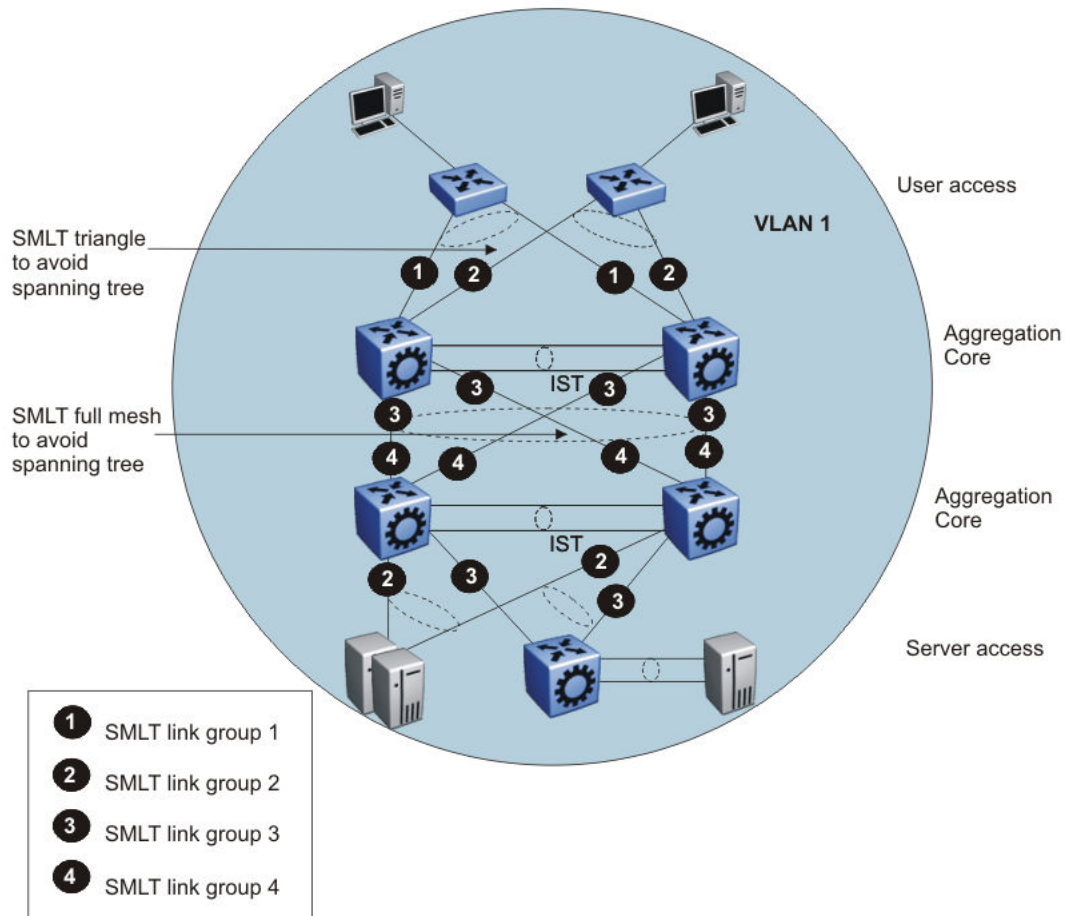 User access
VLAN 1
SMLT triangle
to avoid
spanning tree
1
2
1
2
Aggregation
Core
IST
3
3
3
3
SMLT full mesh
to avoid
spanning tree
4
4
4
4
Aggregation
Core
IST
2
3
2
3
Server access
1 SMLT link group 1
2 SMLT link group 2
3 SMLT link group 3
4 SMLT link group 4